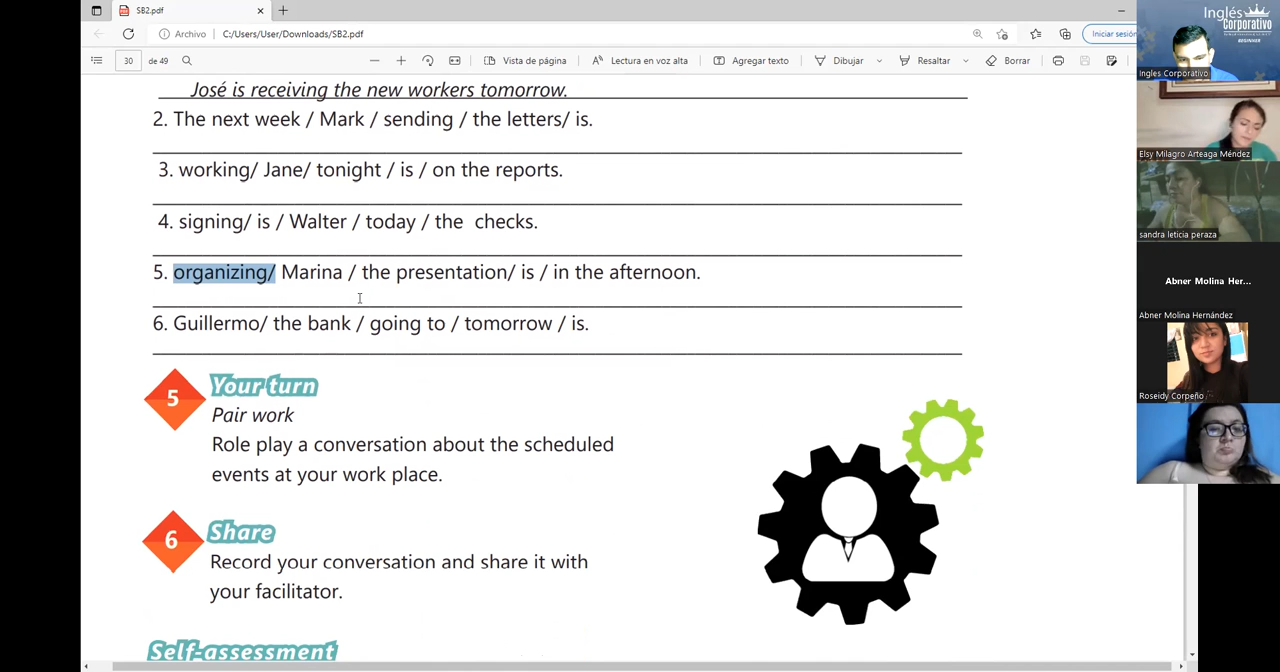 SB2.pdf
Archivo
C:/Users/User/Downloads/SB2.pdf
Iniciar sesión
30 de 49
Vista de página
Lectura en voz alta
Agregar texto
Dibujar
Resaltar
Borrar
José is receiving the new workers tomorrow.
2. The next week / Mark / sending / the letters/ is.
3. working/ Jane/ tonight / is / on the reports.
4. signing/ is / Walter / today / the checks.
5. organizing/ Marina / the presentation/ is / in the afternoon.
6. Guillermo/ the bank / going to / tomorrow / is.
5
Your turn
Pair work
Role play a conversation about the scheduled
events at your work place.
6
Share
Record your conversation and share it with
your facilitator.
Self-assessment
Inglés
Corporativo
BEGINNER
Ingles Corporativo
Elsy Milagro Arteaga Méndez
sandra leticia peraza
Abner Molina Her...
Abner Molina Hernández
Roseidy Corpeño